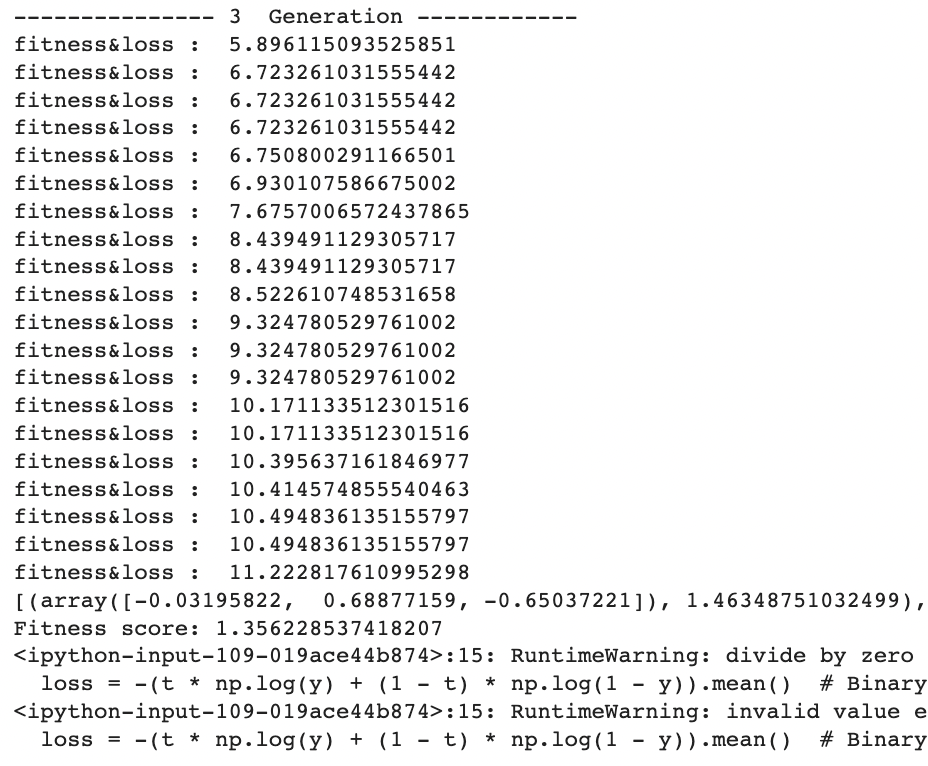 --------------- 3  Generation ------------
fitness&loss :  5.896115093525851
fitness&loss :  6.723261031555442
fitness&loss :  6.723261031555442
fitness&loss :  6.723261031555442
fitness&loss :  6.750800291166501
fitness&loss :  6.930107586675002
fitness&loss :  7.6757006572437865
fitness&loss :  8.439491129305717
fitness&loss :  8.439491129305717
fitness&loss :  8.522610748531658
fitness&loss :  9.324780529761002
fitness&loss :  9.324780529761002
fitness&loss :  9.324780529761002
fitness&loss :  10.171133512301516
fitness&loss :  10.171133512301516
fitness&loss :  10.395637161846977
fitness&loss :  10.414574855540463
fitness&loss :  10.494836135155797
fitness&loss :  10.494836135155797
fitness&loss :  11.222817610995298
[(array([-0.03195822,  0.68877159, -0.65037221]), 1.46348751032499),
Fitness score: 1.356228537418207
<ipython-input-109-019ace44b874>:15: RuntimeWarning: divide by zero
  loss = -(t * np.log(y) + (1 - t) * np.log(1 - y)).mean()  # Binary
<ipython-input-109-019ace44b874>:15: RuntimeWarning: invalid value e
  loss = -(t * np.log(y) + (1 - t) * np.log(1 - y)).mean()  # Binary